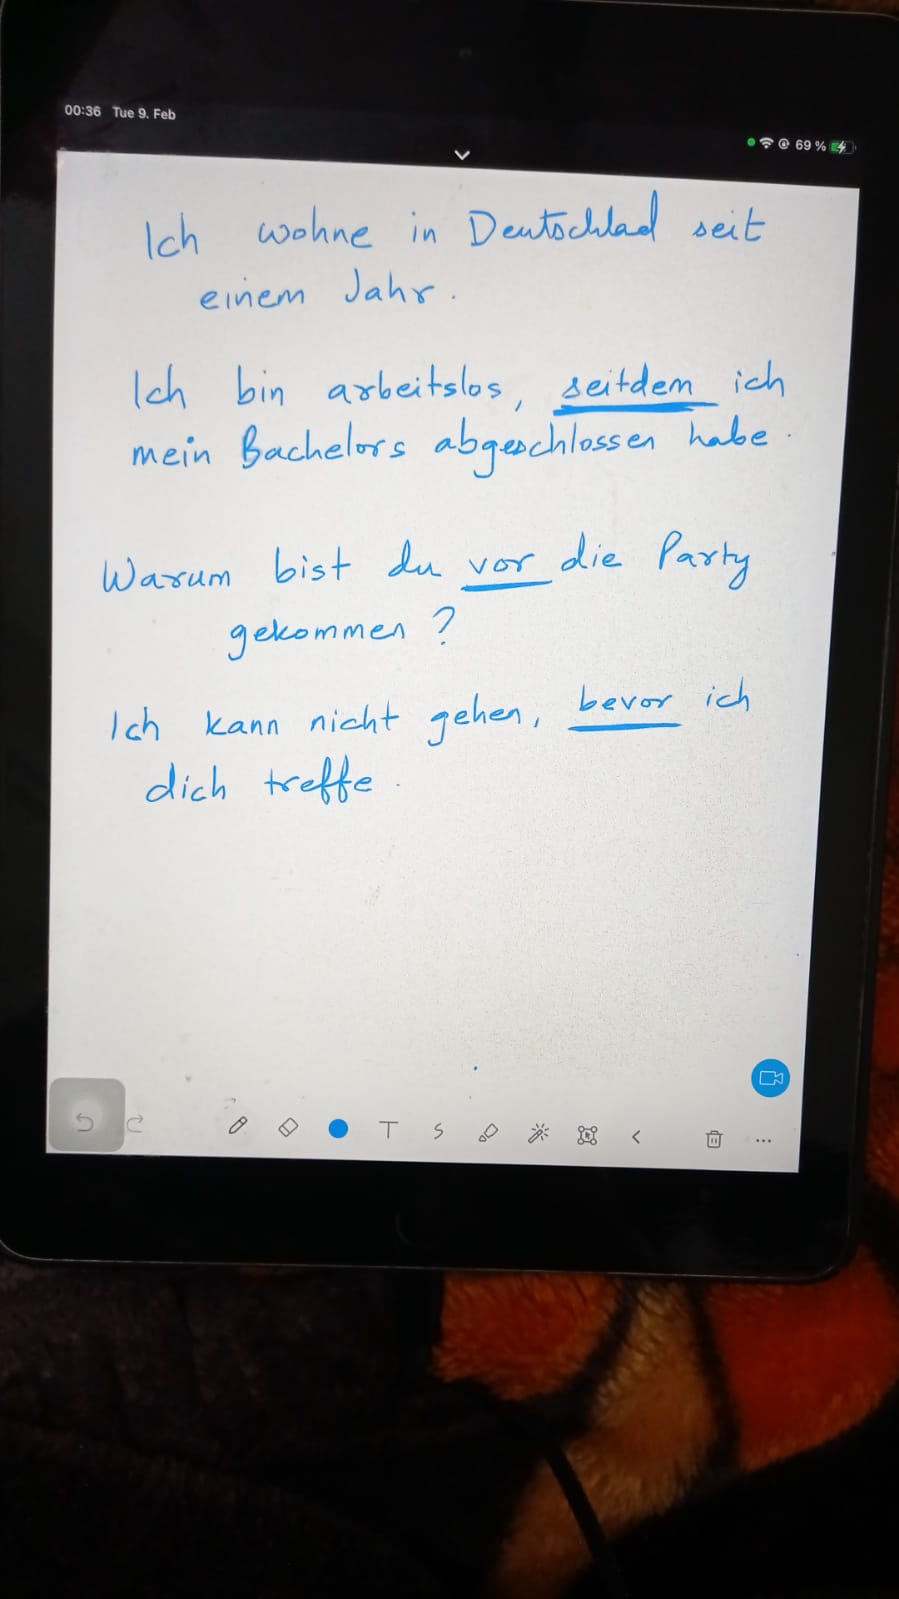 00:36 Tue 9. Feb
69 %
Ich wohne in Deutschlad seit
einem Jahr.
Ich bin arbeitslos, seitdem ich
mein Bachelors abgeschlossen habe.
Warum bist du vor die Party
gekommen ?
Ich kann nicht gehen, bevor ich
dich treffe.
T